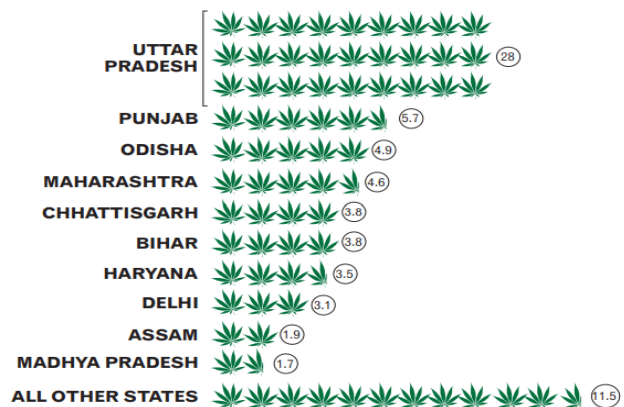 UTTAR
PRADESH
28
PUNJAB 5.7
ODISHA 4.9
MAHARASHTRA 4.6
CHHATTISGARH 3.8
BIHAR 3.8
HARYANA 3.5
DELHI 3.1
ASSAM 1.9
MADHYA PRADESH 1.7
ALL OTHER STATES 11.5